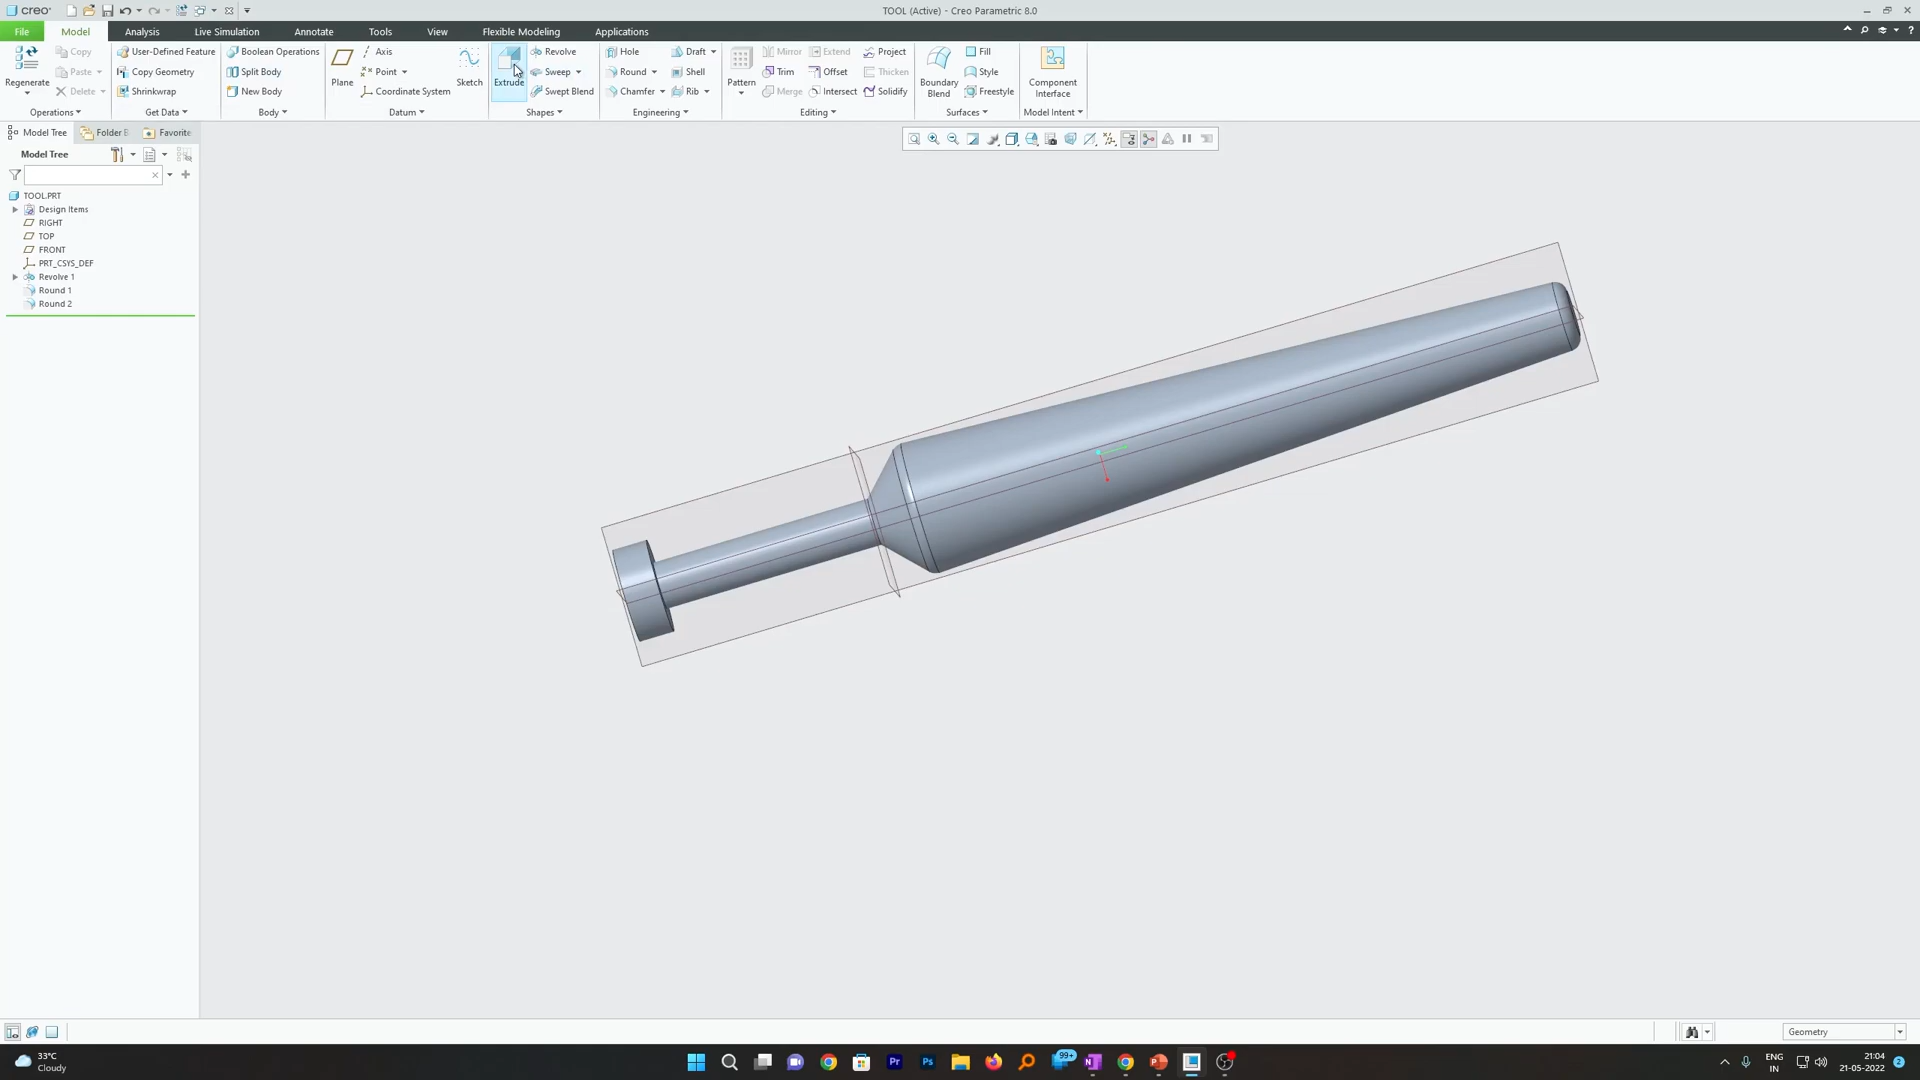 creo TOOL (Active) - Creo Parametric 8.0
File Model Analysis Live Simulation Annotate Tools View Flexible Modeling Applications
Regenerate
Copy
Paste
Delete
Operations
User-Defined Feature
Copy Geometry
Shrinkwrap
Get Data
Boolean Operations
Split Body
New Body
Body
Plane
Axis
Point
Coordinate System
Sketch
Datum
Extrude
Revolve
Sweep
Swept Blend
Shapes
Hole
Round
Chamfer
Draft
Shell
Rib
Engineering
Pattern
Mirror
Trim
Merge
Extend
Offset
Intersect
Project
Thicken
Solidify
Editing
Boundary
Blend
Fill
Style
Freestyle
Surfaces
Component
Interface
Model Intent
Model Tree Folder B Favorite
Model Tree
TOOL.PRT
Design Items
RIGHT
TOP
FRONT
PRT_CSYS_DEF
Revolve 1
Round 1
Round 2
Geometry
33°C
Cloudy
Pr
Ps
99+
N
ENG
IN
21:04
21-05-2022
2